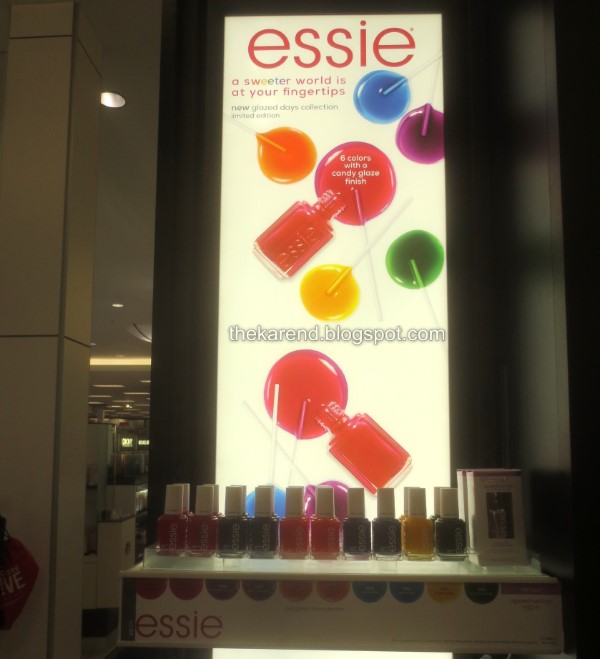 essie
a sweeter world is
at your fingertips
new glazed days collection
limited edition
6 colors
with a
candy glaze
finish
essie
thekarend.blogspot.com
essie